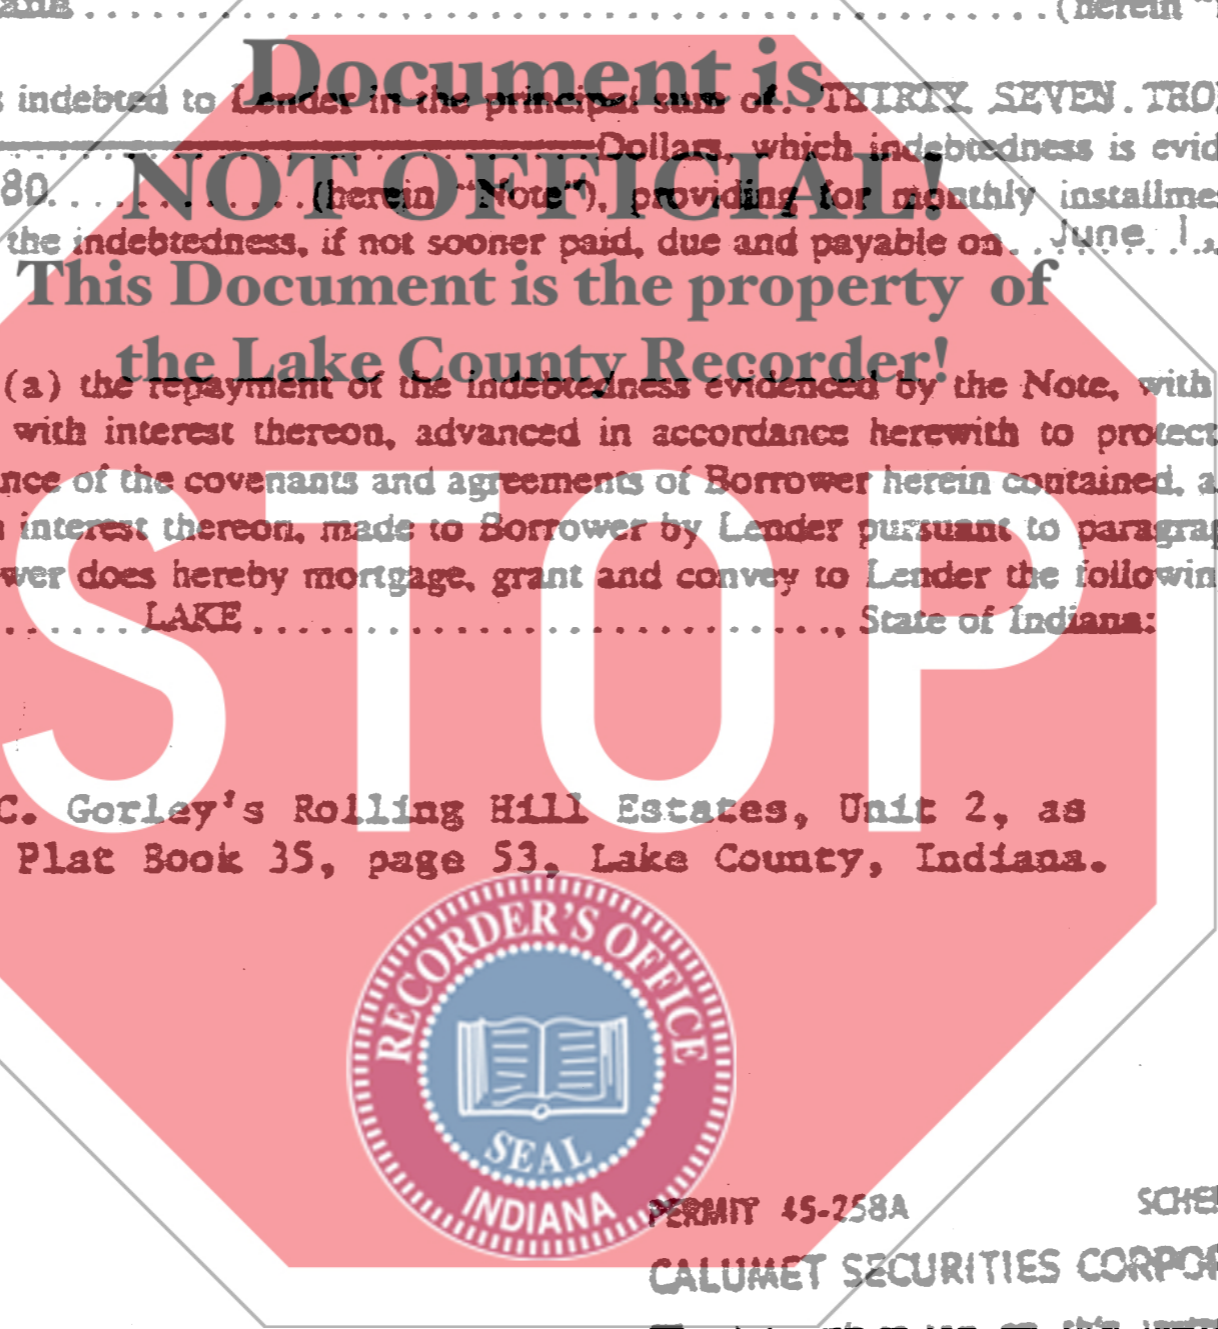 (herein
Document is
indebted to Lender in the principal sum of..THIRTY SEVEN.THO
NOT OFFICIAL!
Dollars, which indebtedness is evid
80............(herein "Note"), providing for monthly installme
the indebtedness, if not sooner paid, due and payable on...June 1,
This Document is the property of
the Lake County Recorder!
(a) the repayment of the indebtedness evidenced by the Note, with
with interest thereon, advanced in accordance herewith to protect
nce of the covenants and agreements of Borrower herein contained, a
interest thereon, made to Borrower by Lender pursuant to paragrap
wer does hereby mortgage, grant and convey to Lender the followin
......LAKE............................, State of Indiana:
STOP
C. Gorley's Rolling Hill Estates, Unit 2, as
Plat Book 35, page 53, Lake County, Indiana.
RECORDER'S OFFICE
SEAL
INDIANA
PERMIT 45-258A SCHE
CALUMET SECURITIES CORPOR